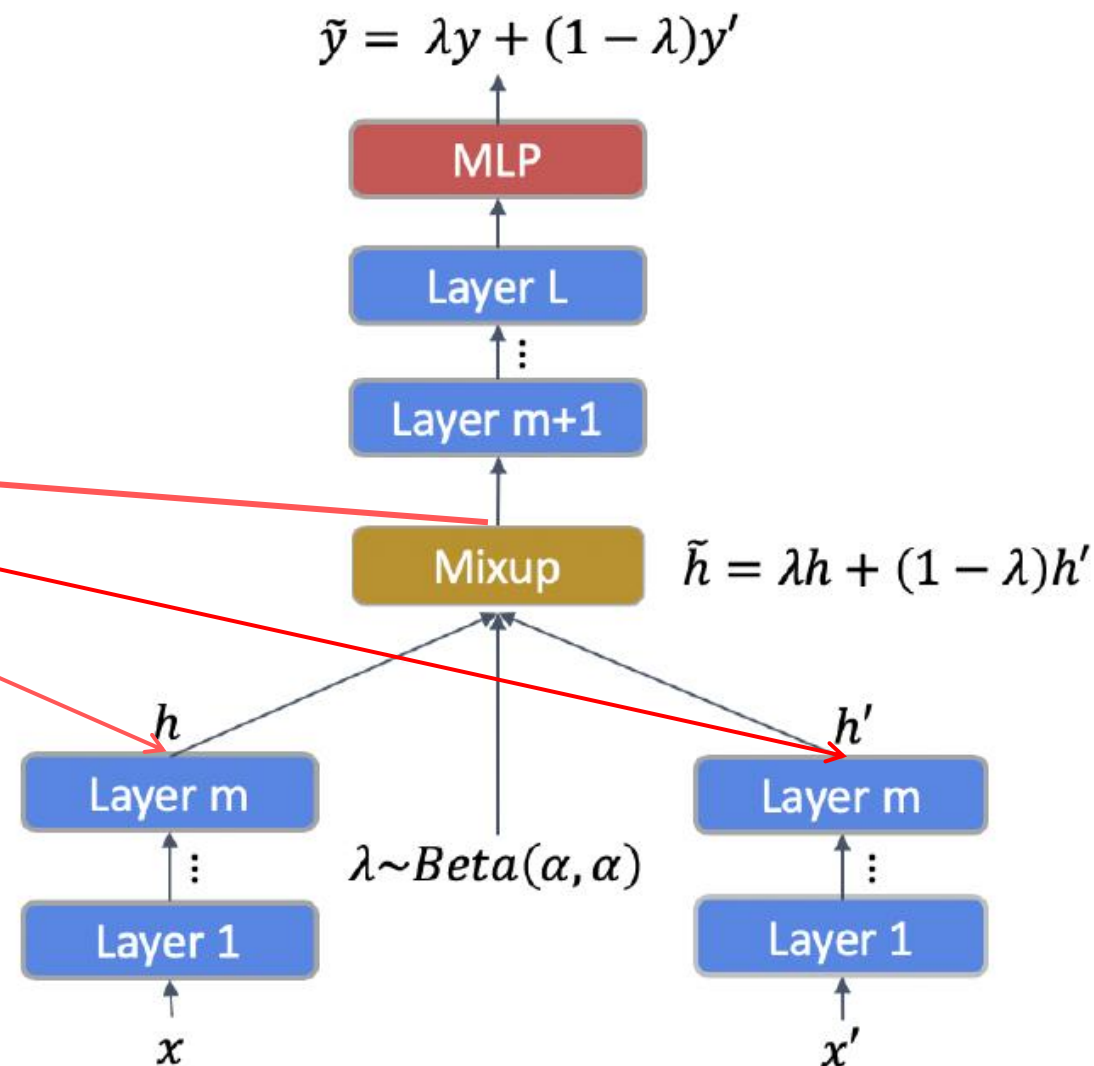 ỹ = λy + (1 − λ)y′
MLP
Layer L
⋮
Layer m+1
Mixup
h̃ = λh + (1 − λ)h′
h
h′
Layer m
Layer m
⋮
λ~Beta(α, α)
⋮
Layer 1
Layer 1
x
x′